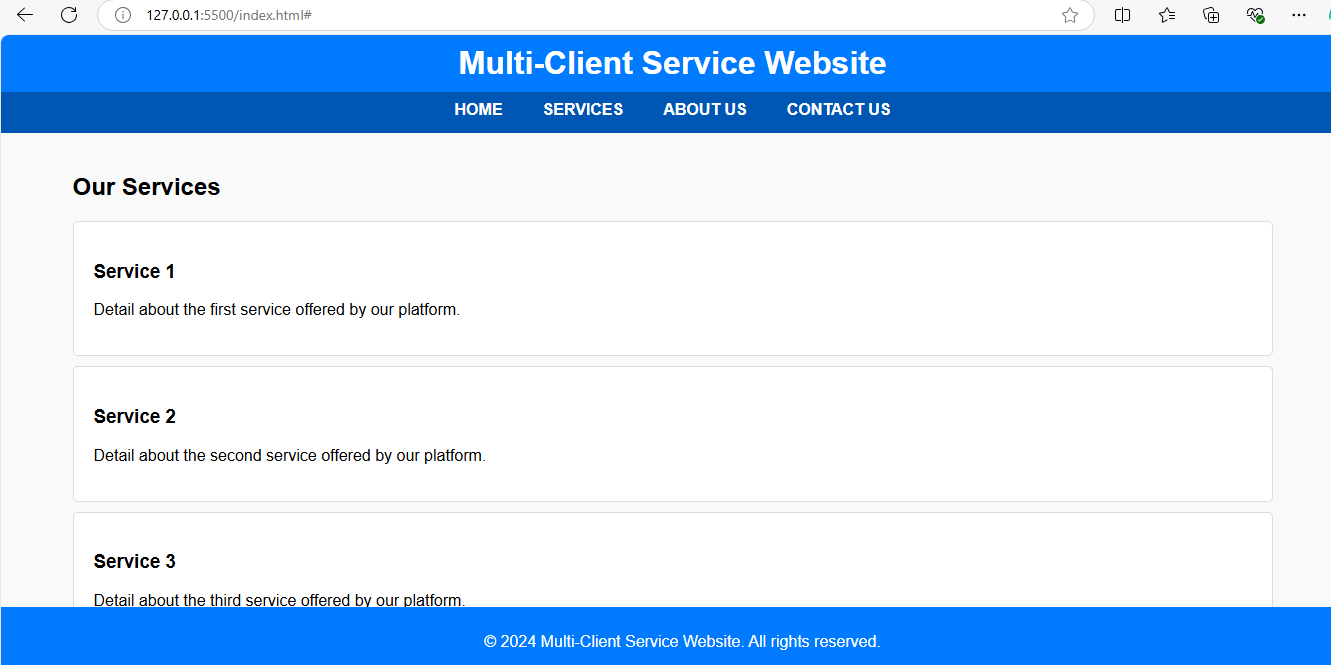 127.0.0.1:5500/index.html#
Multi-Client Service Website
HOME SERVICES ABOUT US CONTACT US
Our Services
Service 1
Detail about the first service offered by our platform.
Service 2
Detail about the second service offered by our platform.
Service 3
Detail about the third service offered by our platform.
© 2024 Multi-Client Service Website. All rights reserved.